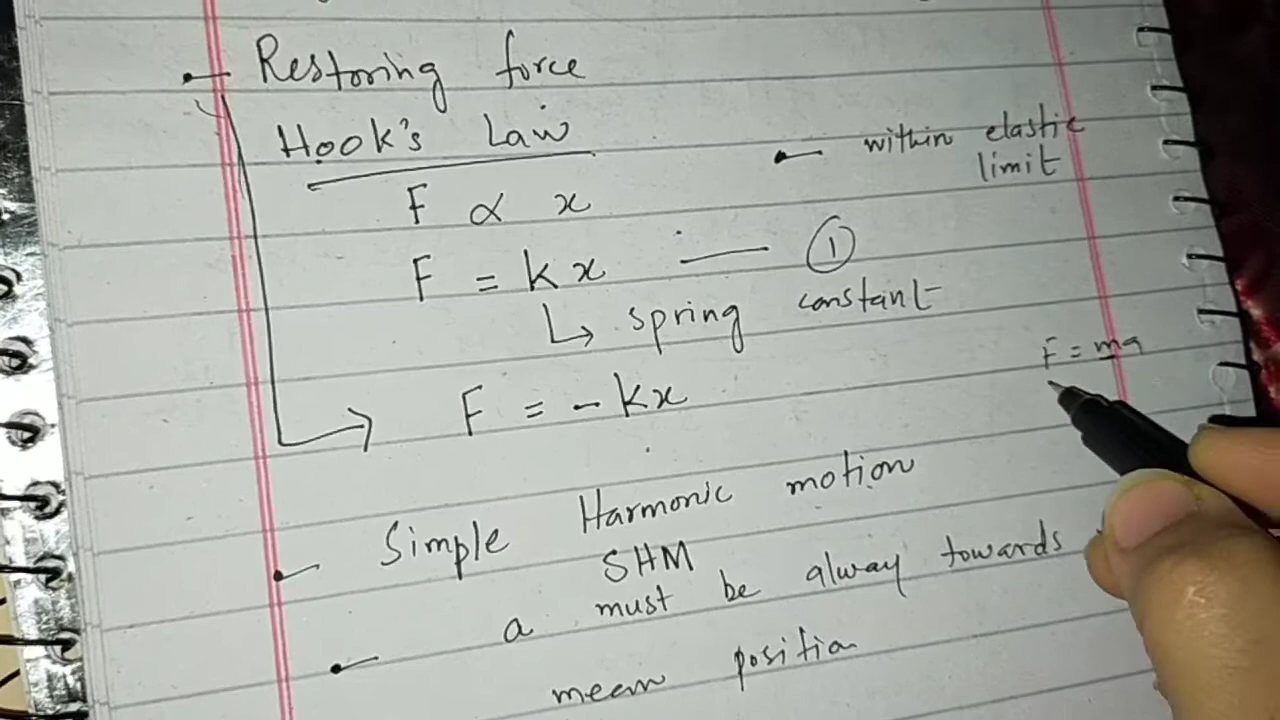 Restoring force
Hook's Law
within elastic
limit
F ∝ x
F = kx — ①
↳ spring constant
F = ma
F = -kx
Simple Harmonic motion
SHM
a must be alway towards
mean position